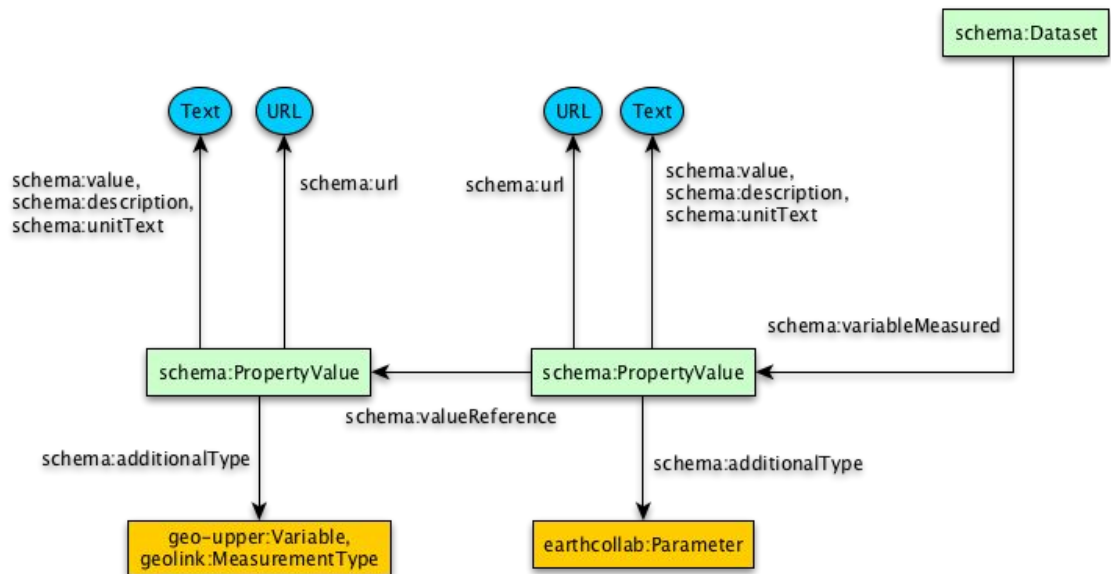 schema:Dataset
Text
URL
URL
Text
schema:value,
schema:description,
schema:unitText
schema:url
schema:url
schema:value,
schema:description,
schema:unitText
schema:variableMeasured
schema:PropertyValue
schema:PropertyValue
schema:valueReference
schema:additionalType
schema:additionalType
geo-upper:Variable,
geolink:MeasurementType
earthcollab:Parameter